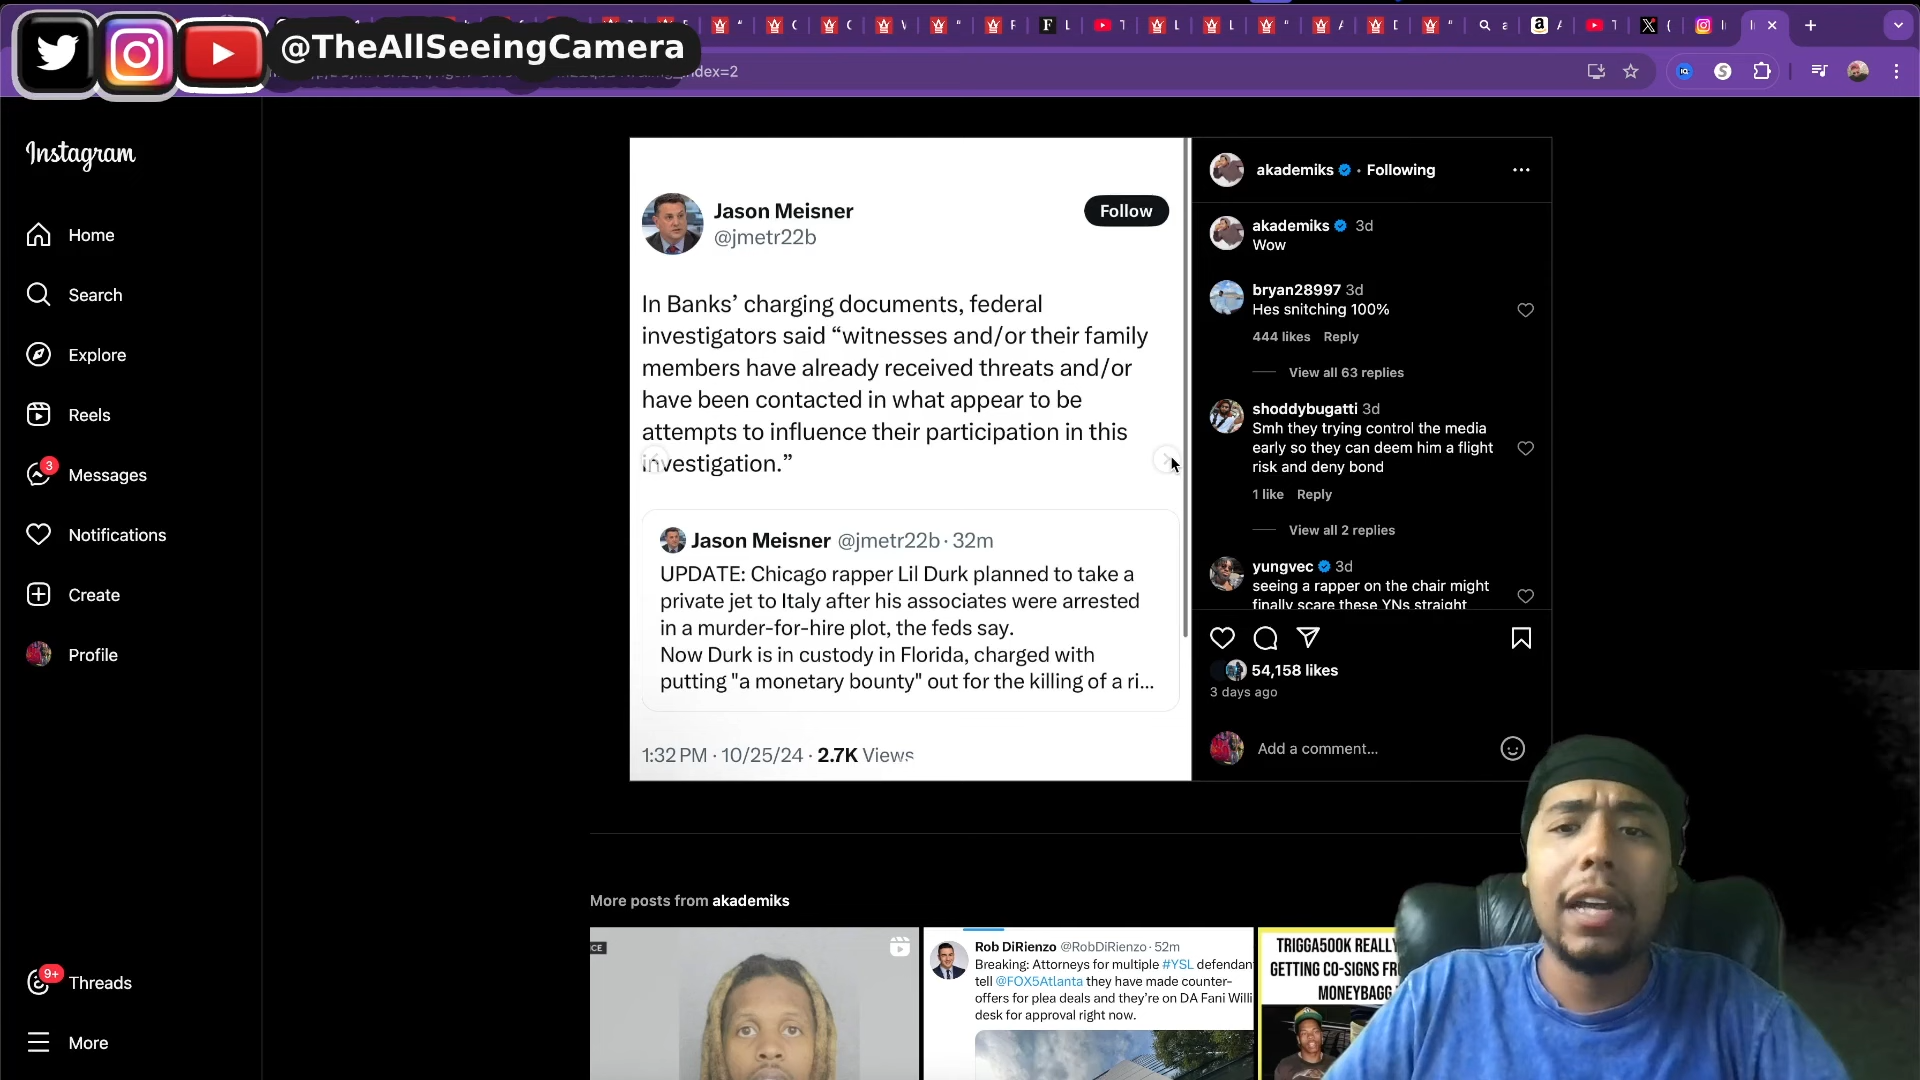 @TheAllSeeingCamera
index=2
Instagram
Home
Search
Explore
Reels
3
Messages
Notifications
Create
Profile
9+
Threads
More
Jason Meisner
@jmetr22b
Follow
In Banks’ charging documents, federal
investigators said “witnesses and/or their family
members have already received threats and/or
have been contacted in what appear to be
attempts to influence their participation in this
investigation.”
Jason Meisner @jmetr22b · 32m
UPDATE: Chicago rapper Lil Durk planned to take a
private jet to Italy after his associates were arrested
in a murder-for-hire plot, the feds say.
Now Durk is in custody in Florida, charged with
putting "a monetary bounty" out for the killing of a ri...
1:32 PM · 10/25/24 · 2.7K Views
akademiks • Following
akademiks 3d
Wow
bryan28997 3d
Hes snitching 100%
444 likes Reply
View all 63 replies
shoddybugatti 3d
Smh they trying control the media
early so they can deem him a flight
risk and deny bond
1 like Reply
View all 2 replies
yungvec 3d
seeing a rapper on the chair might
finally scare these YNs straight
54,158 likes
3 days ago
Add a comment...
More posts from akademiks
CE
Rob DiRienzo @RobDiRienzo · 52m
Breaking: Attorneys for multiple #YSL defendan
tell @FOX5Atlanta they have made counter-
offers for plea deals and they're on DA Fani Willi
desk for approval right now.
TRIGGA500K REALLY
GETTING CO-SIGNS FR
MONEYBAGG